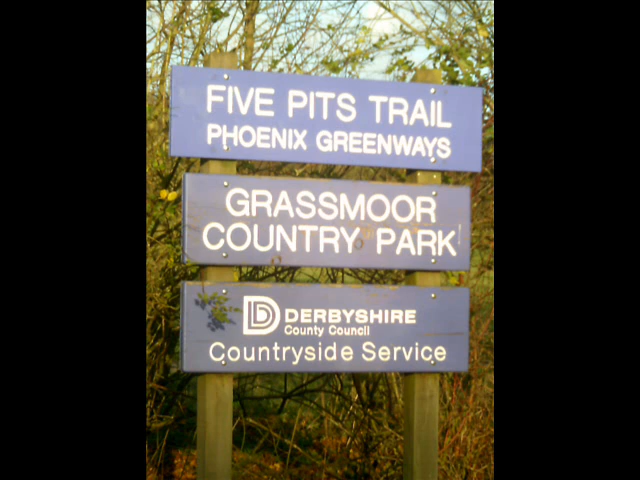 FIVE PITS TRAIL
PHOENIX GREENWAYS
GRASSMOOR
COUNTRY PARK
DERBYSHIRE
County Council
Countryside Service